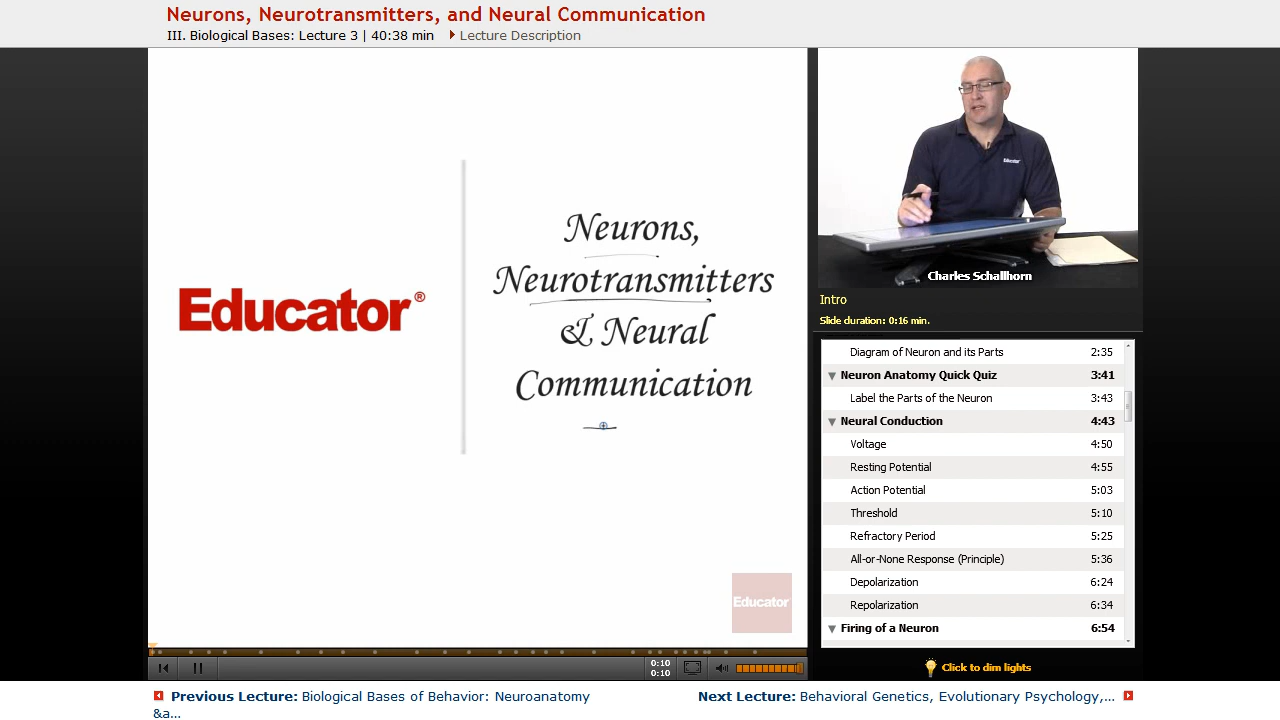 Neurons, Neurotransmitters, and Neural Communication
III. Biological Bases: Lecture 3 | 40:38 min
Lecture Description
Educator®
Neurons,
Neurotransmitters
& Neural
Communication
Educator
Educator
Charles Schallhorn
Intro
Slide duration: 0:16 min.
Diagram of Neuron and its Parts 2:35
Neuron Anatomy Quick Quiz 3:41
Label the Parts of the Neuron 3:43
Neural Conduction 4:43
Voltage 4:50
Resting Potential 4:55
Action Potential 5:03
Threshold 5:10
Refractory Period 5:25
All-or-None Response (Principle) 5:36
Depolarization 6:24
Repolarization 6:34
Firing of a Neuron 6:54
0:10
0:10
Click to dim lights
Previous Lecture: Biological Bases of Behavior: Neuroanatomy
&a...
Next Lecture: Behavioral Genetics, Evolutionary Psychology,...